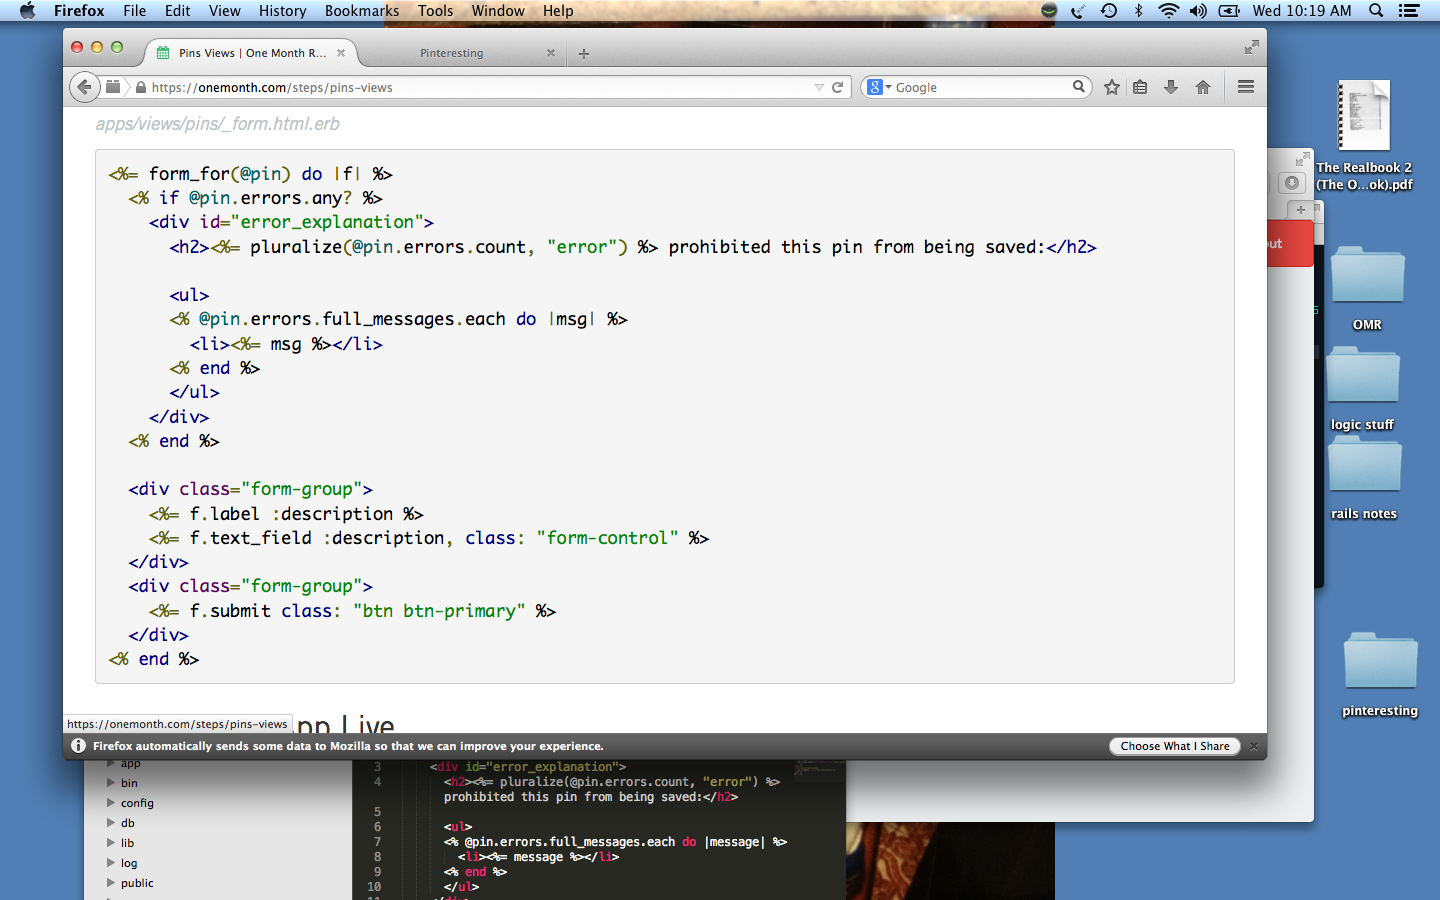 Firefox File Edit View History Bookmarks Tools Window Help Wed 10:19 AM
Pins Views | One Month R... Pinteresting
https://onemonth.com/steps/pins-views Google
apps/views/pins/_form.html.erb
<%= form_for(@pin) do |f| %>
<% if @pin.errors.any? %>
<div id="error_explanation">
<h2><%= pluralize(@pin.errors.count, "error") %> prohibited this pin from being saved:</h2>
<ul>
<% @pin.errors.full_messages.each do |msg| %>
<li><%= msg %></li>
<% end %>
</ul>
</div>
<% end %>
<div class="form-group">
<%= f.label :description %>
<%= f.text_field :description, class: "form-control" %>
</div>
<div class="form-group">
<%= f.submit class: "btn btn-primary" %>
</div>
<% end %>
https://onemonth.com/steps/pins-views
Live
Firefox automatically sends some data to Mozilla so that we can improve your experience. Choose What I Share
The Realbook 2
(The O...ok).pdf
OMR
logic stuff
rails notes
pinteresting
app
bin
config
db
lib
log
public
3 <div id="error_explanation">
4 <h2><%= pluralize(@pin.errors.count, "error") %>
prohibited this pin from being saved:</h2>
5
6 <ul>
7 <% @pin.errors.full_messages.each do |message| %>
8 <li><%= message %></li>
9 <% end %>
10 </ul>